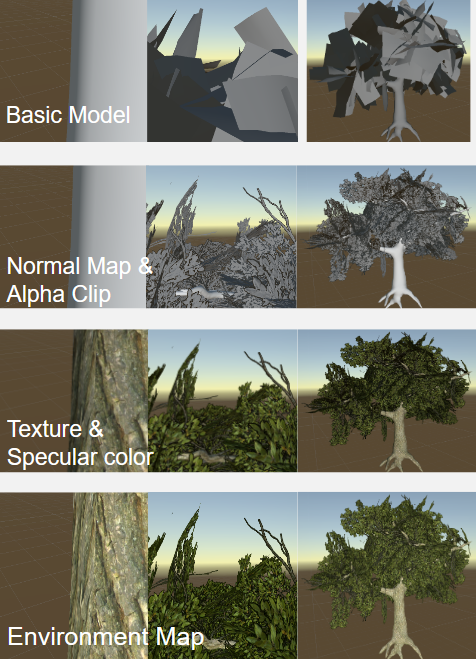 Basic Model
Normal Map &
Alpha Clip
Texture &
Specular color
Environment Map